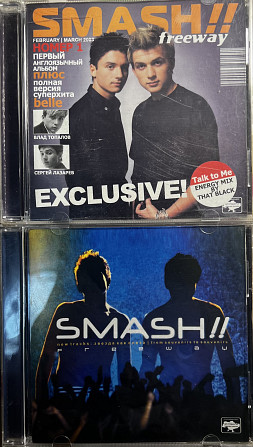 SMASH!!
freeway
FEBRUARY | MARCH 2003
НОМЕР 1
ПЕРВЫЙ
АНГЛОЯЗЫЧНЫЙ
АЛЬБОМ
ПЛЮС
ПОЛНАЯ
ВЕРСИЯ
СУПЕРХИТА
belle
ВЛАД ТОПАЛОВ
СЕРГЕЙ ЛАЗАРЕВ
EXCLUSIVE!
Talk to Me
ENERGY MIX
BY
THAT BLACK
SMASH!!
freeway